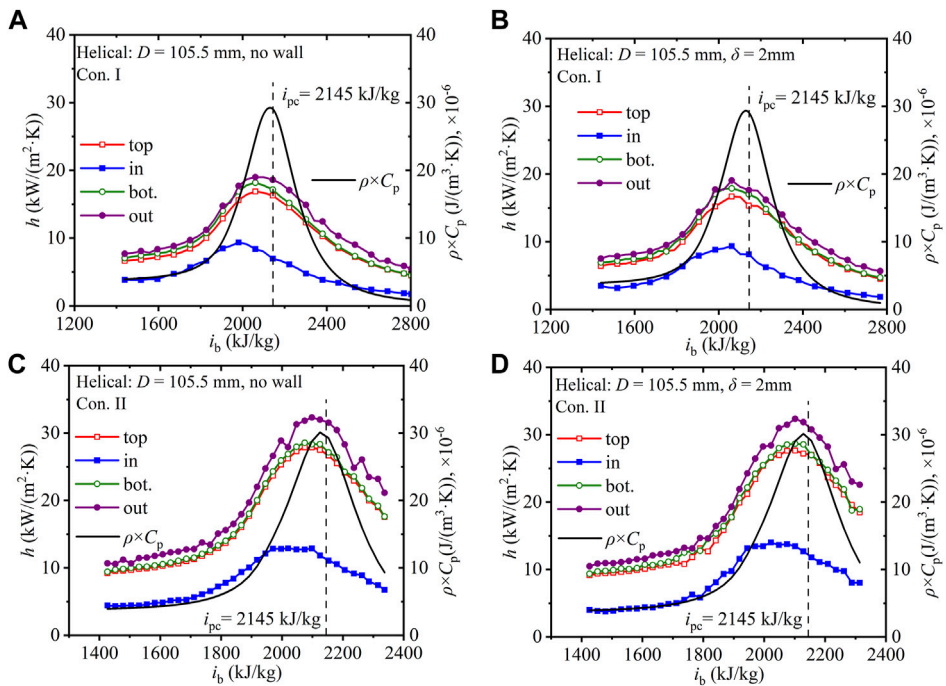 A
Helical: D = 105.5 mm, no wall
Con. I
i_pc = 2145 kJ/kg
top
in
bot.
out
ρ×C_p
h (kW/(m²·K))
ρ×C_p (J/(m³·K)), ×10⁻⁶
40
30
20
10
0
40
30
20
10
0
1200 1600 2000 2400 2800
i_b (kJ/kg)
B
Helical: D = 105.5 mm, δ = 2mm
Con. I
i_pc = 2145 kJ/kg
top
in
bot.
out
ρ×C_p
h (kW/(m²·K))
ρ×C_p (J/(m³·K)), ×10⁻⁶
40
30
20
10
0
40
30
20
10
0
1200 1600 2000 2400 2800
i_b (kJ/kg)
C
Helical: D = 105.5 mm, no wall
Con. II
top
in
bot.
out
ρ×C_p
i_pc = 2145 kJ/kg
h (kW/(m²·K))
ρ×C_p(J/(m³·K)), ×10⁻⁶
40
30
20
10
0
40
30
20
10
0
1400 1600 1800 2000 2200 2400
i_b (kJ/kg)
D
Helical: D = 105.5 mm, δ = 2mm
Con. II
top
in
bot.
out
ρ×C_p
i_pc = 2145 kJ/kg
h (kW/(m²·K))
ρ×C_p(J/(m³·K)), ×10⁻⁶
40
30
20
10
0
40
30
20
10
0
1400 1600 1800 2000 2200 2400
i_b (kJ/kg)